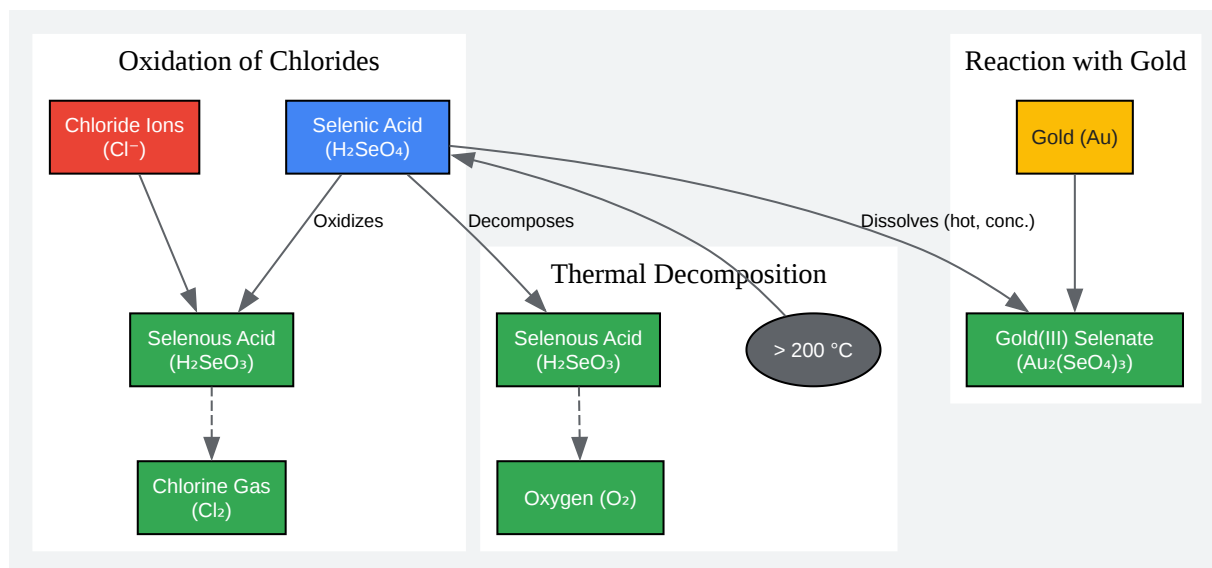 Oxidation of Chlorides
Reaction with Gold
Chloride Ions
(Cl⁻)
Selenic Acid
(H₂SeO₄)
Gold (Au)
Oxidizes
Decomposes
Dissolves (hot, conc.)
Thermal Decomposition
Selenous Acid
(H₂SeO₃)
Selenous Acid
(H₂SeO₃)
> 200 °C
Gold(III) Selenate
(Au₂(SeO₄)₃)
Chlorine Gas
(Cl₂)
Oxygen (O₂)